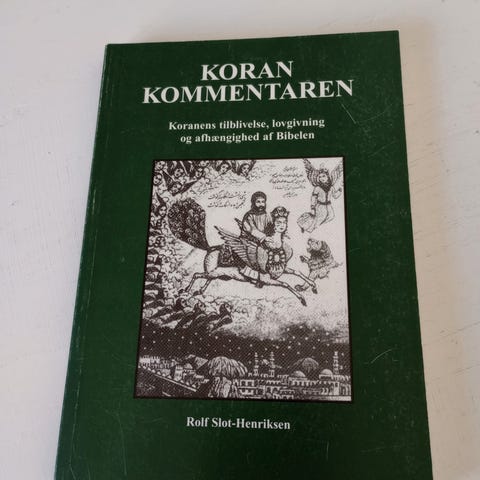 KORAN
KOMMENTAREN
Koranens tilblivelse, lovgivning
og afhængighed af Bibelen
Rolf Slot-Henriksen